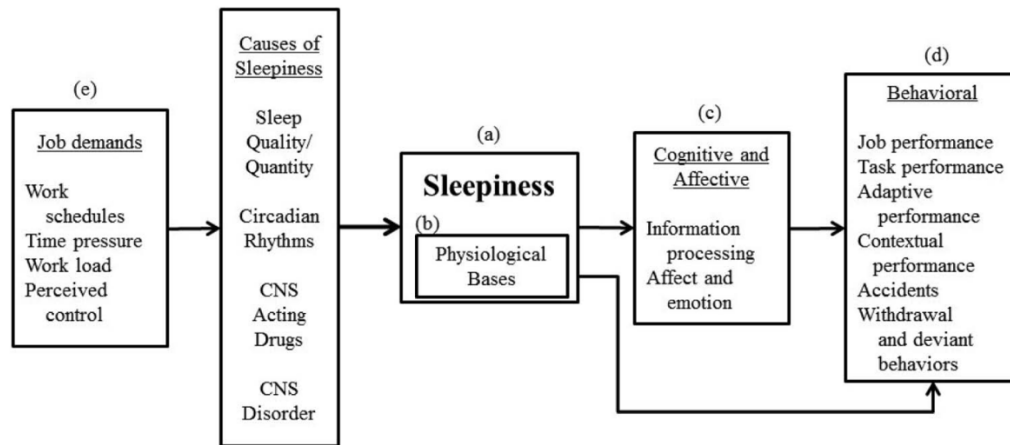 (e)
Job demands
Work
schedules
Time pressure
Work load
Perceived
control
Causes of
Sleepiness
Sleep
Quality/
Quantity
Circadian
Rhythms
CNS
Acting
Drugs
CNS
Disorder
(a)
Sleepiness
(b)
Physiological
Bases
(c)
Cognitive and
Affective
Information
processing
Affect and
emotion
(d)
Behavioral
Job performance
Task performance
Adaptive
performance
Contextual
performance
Accidents
Withdrawal
and deviant
behaviors